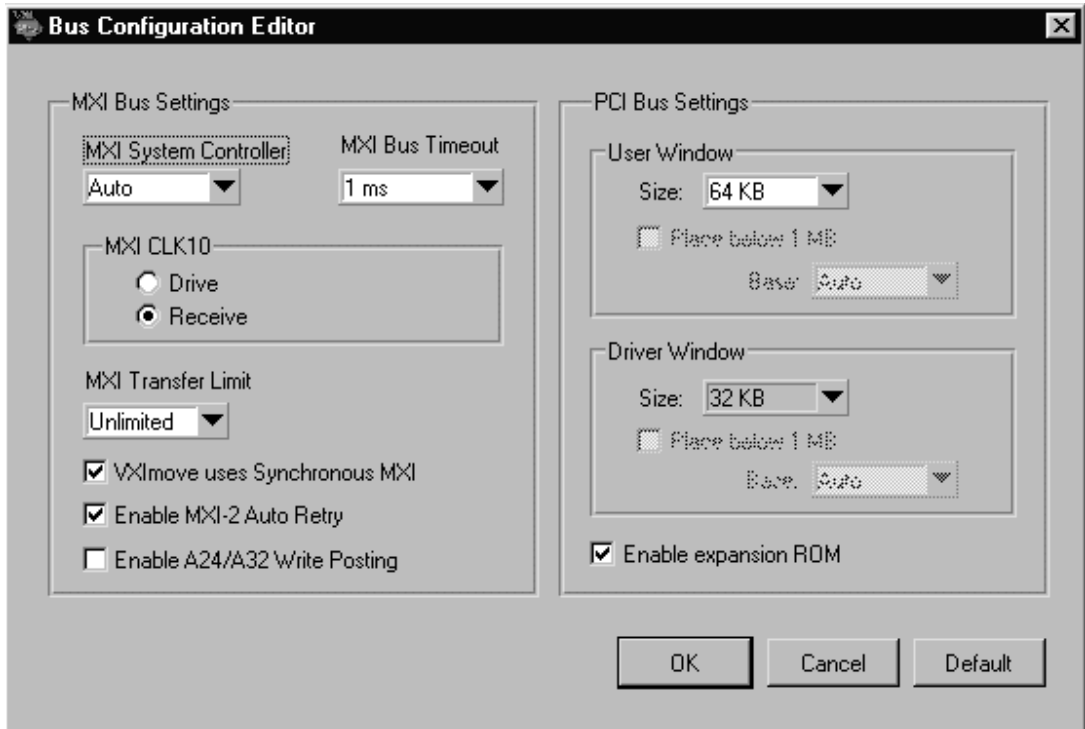 Bus Configuration Editor
MXI Bus Settings
MXI System Controller
Auto
MXI Bus Timeout
1 ms
MXI CLK10
Drive
Receive
MXI Transfer Limit
Unlimited
VXImove uses Synchronous MXI
Enable MXI-2 Auto Retry
Enable A24/A32 Write Posting
PCI Bus Settings
User Window
Size: 64 KB
Place below 1 MB
Base: Auto
Driver Window
Size: 32 KB
Place below 1 MB
Base: Auto
Enable expansion ROM
OK Cancel Default